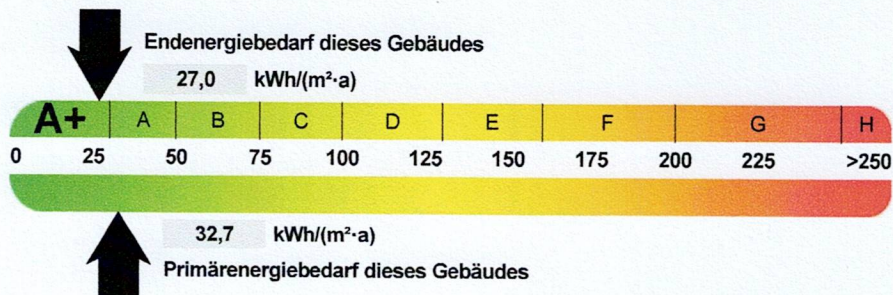 Endenergiebedarf dieses Gebäudes
27,0 kWh/(m²·a)
A+ A B C D E F G H
0 25 50 75 100 125 150 175 200 225 >250
32,7 kWh/(m²·a)
Primärenergiebedarf dieses Gebäudes